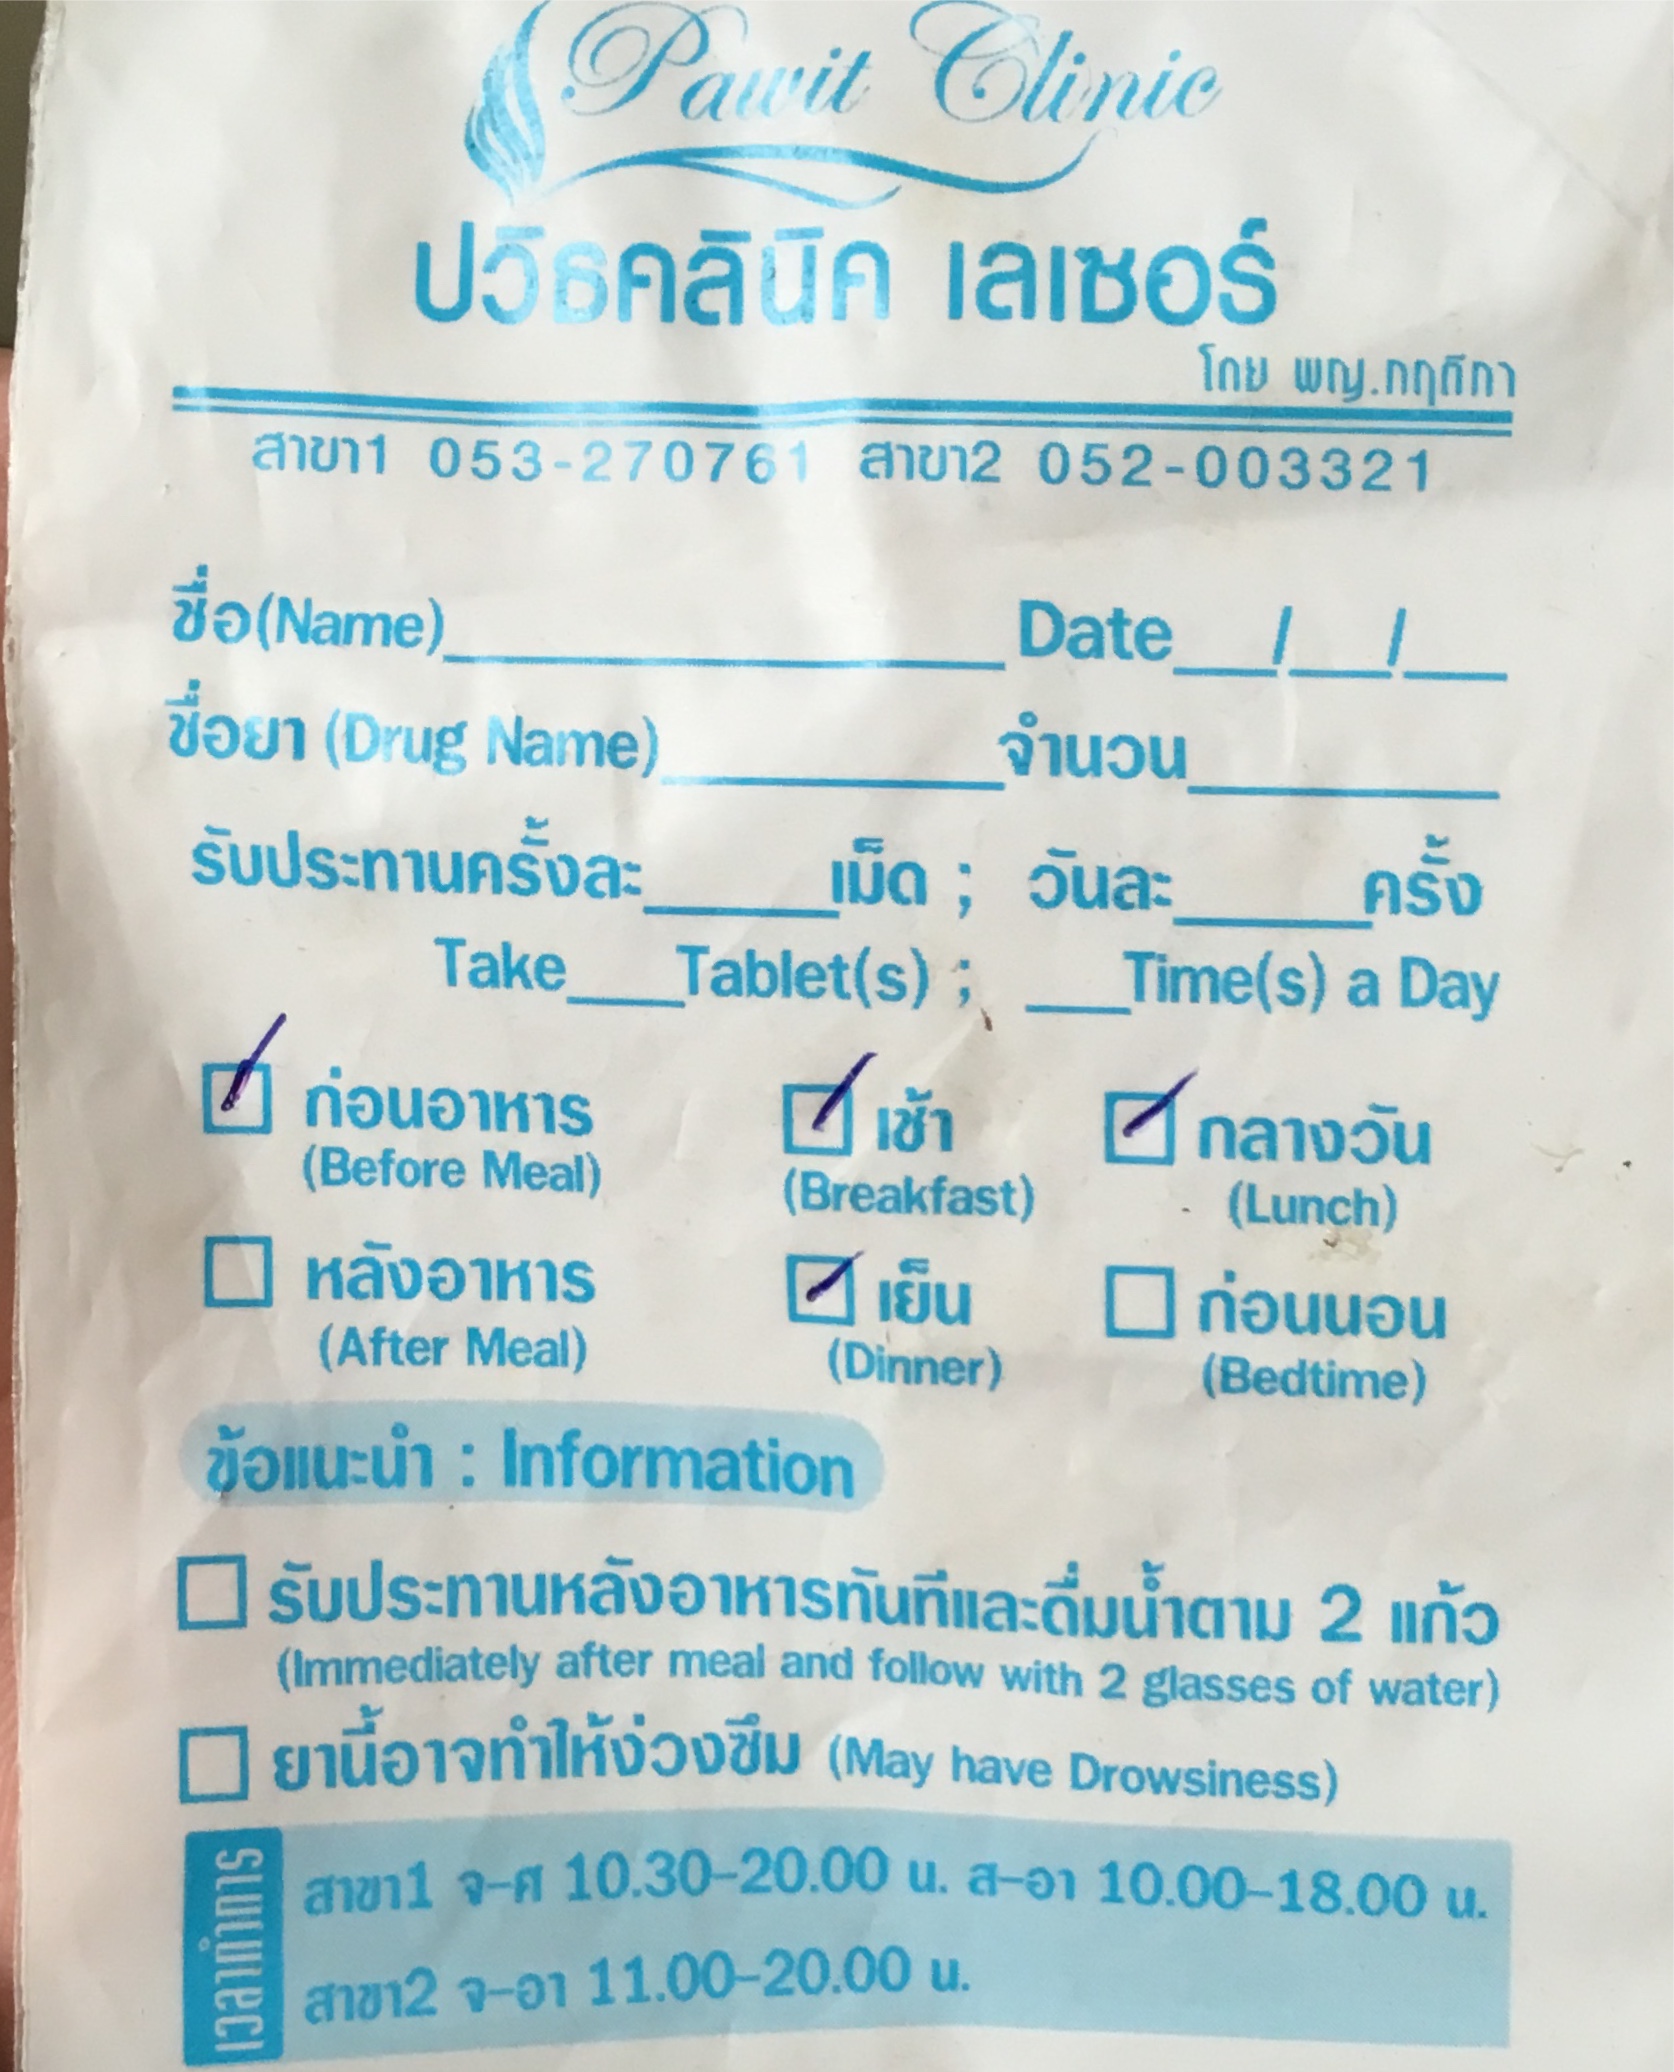 Pawit Clinic
ปวิธคลินิค เลเซอร์
โดย พญ.กฤติกา
สาขา1 053-270761 สาขา2 052-003321
ชื่อ(Name)____________ Date___/___/___
ชื่อยา (Drug Name)________จำนวน________
รับประทานครั้งละ_____เม็ด ; วันละ_____ครั้ง
Take___Tablet(s) ; ___Time(s) a Day
☑ ก่อนอาหาร ☑ เช้า ☑ กลางวัน
(Before Meal) (Breakfast) (Lunch)
☐ หลังอาหาร ☑ เย็น ☐ ก่อนนอน
(After Meal) (Dinner) (Bedtime)
ข้อแนะนำ : Information
☐ รับประทานหลังอาหารทันทีและดื่มน้ำตาม 2 แก้ว
(Immediately after meal and follow with 2 glasses of water)
☐ ยานี้อาจทำให้ง่วงซึม (May have Drowsiness)
เวลาทำการ
สาขา1 จ-ศ 10.30-20.00 น. ส-อา 10.00-18.00 น.
สาขา2 จ-อา 11.00-20.00 น.